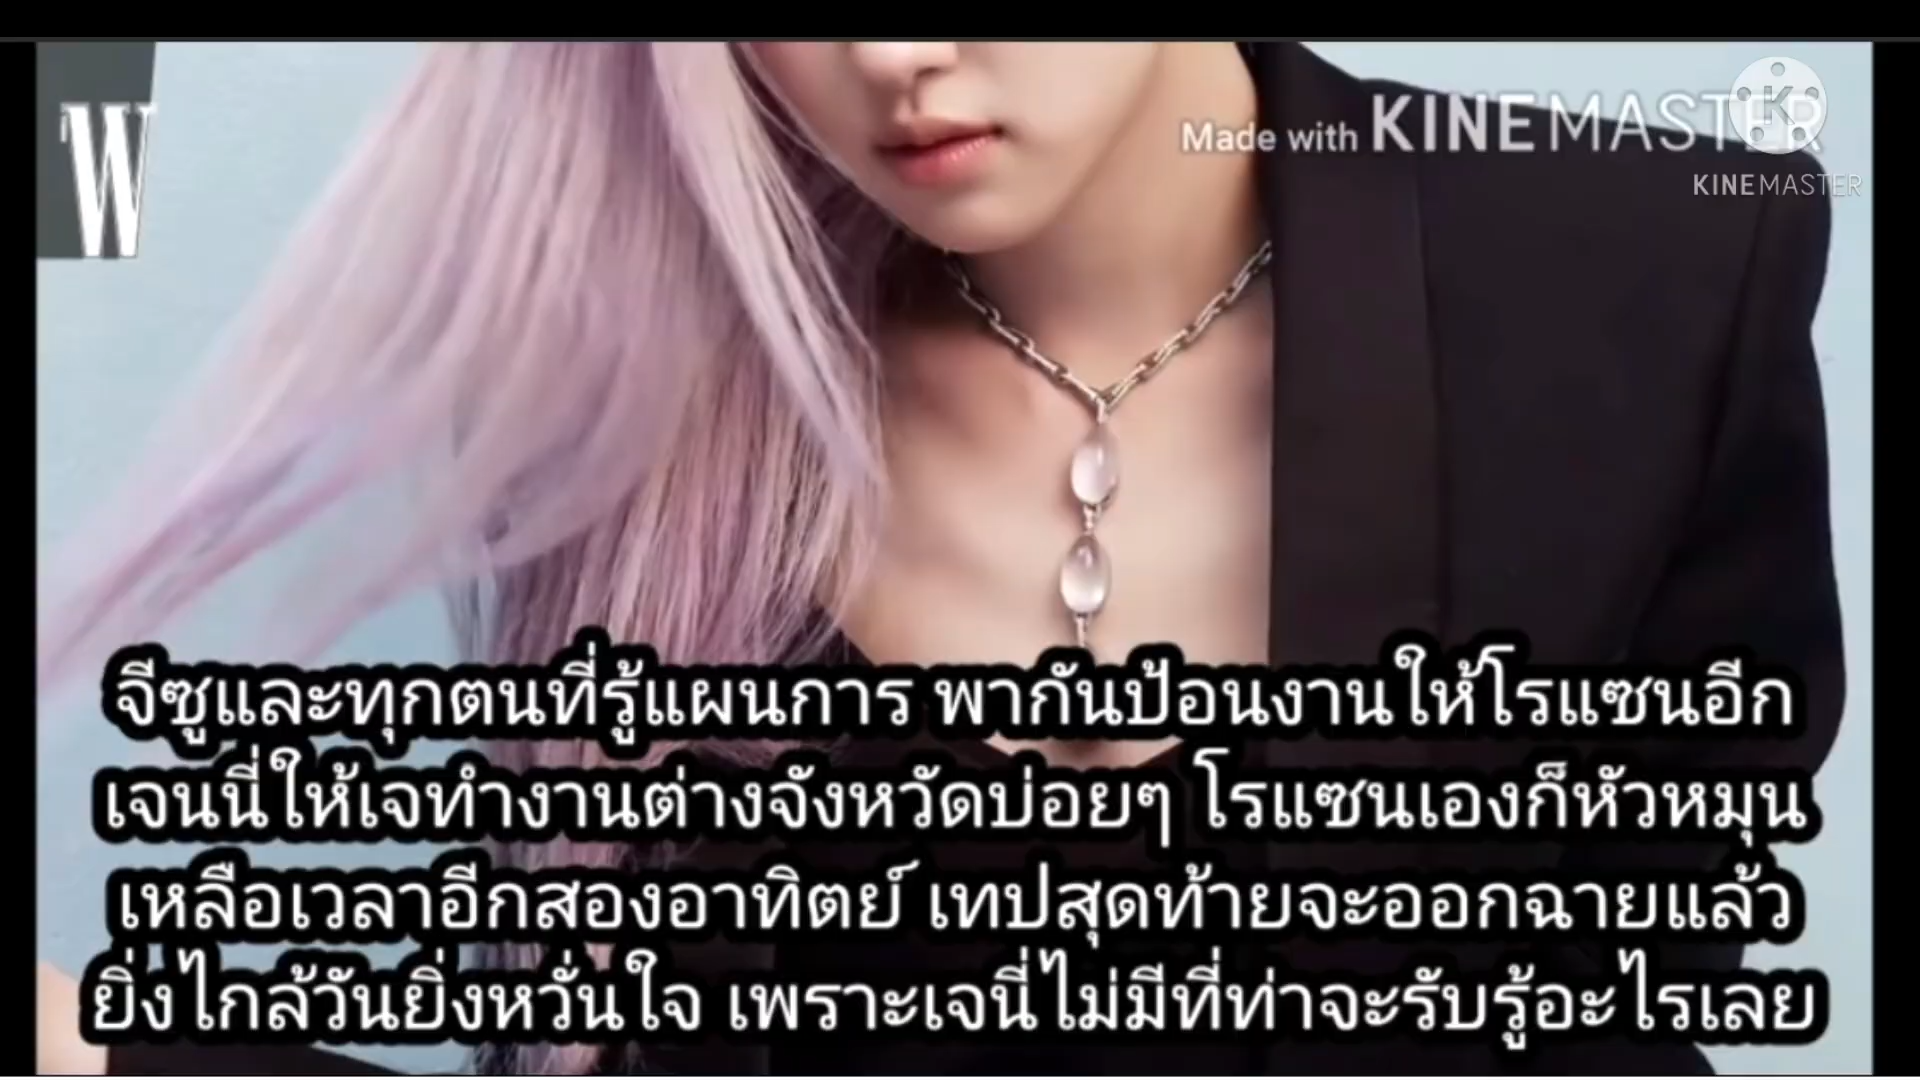 W
Made with KINEMASTER
KINEMASTER
จีซูและทุกตนที่รู้แผนการ พากันป้อนงานให้โรแซนอีก
เจนนี่ให้เจทำงานต่างจังหวัดบ่อยๆ โรแซนเองก็หัวหมุน
เหลือเวลาอีกสองอาทิตย์ เทปสุดท้ายจะออกฉายแล้ว
ยิ่งไกล้วันยิ่งหวั่นใจ เพราะเจนี่ไม่มีที่ท่าจะรับรู้อะไรเลย